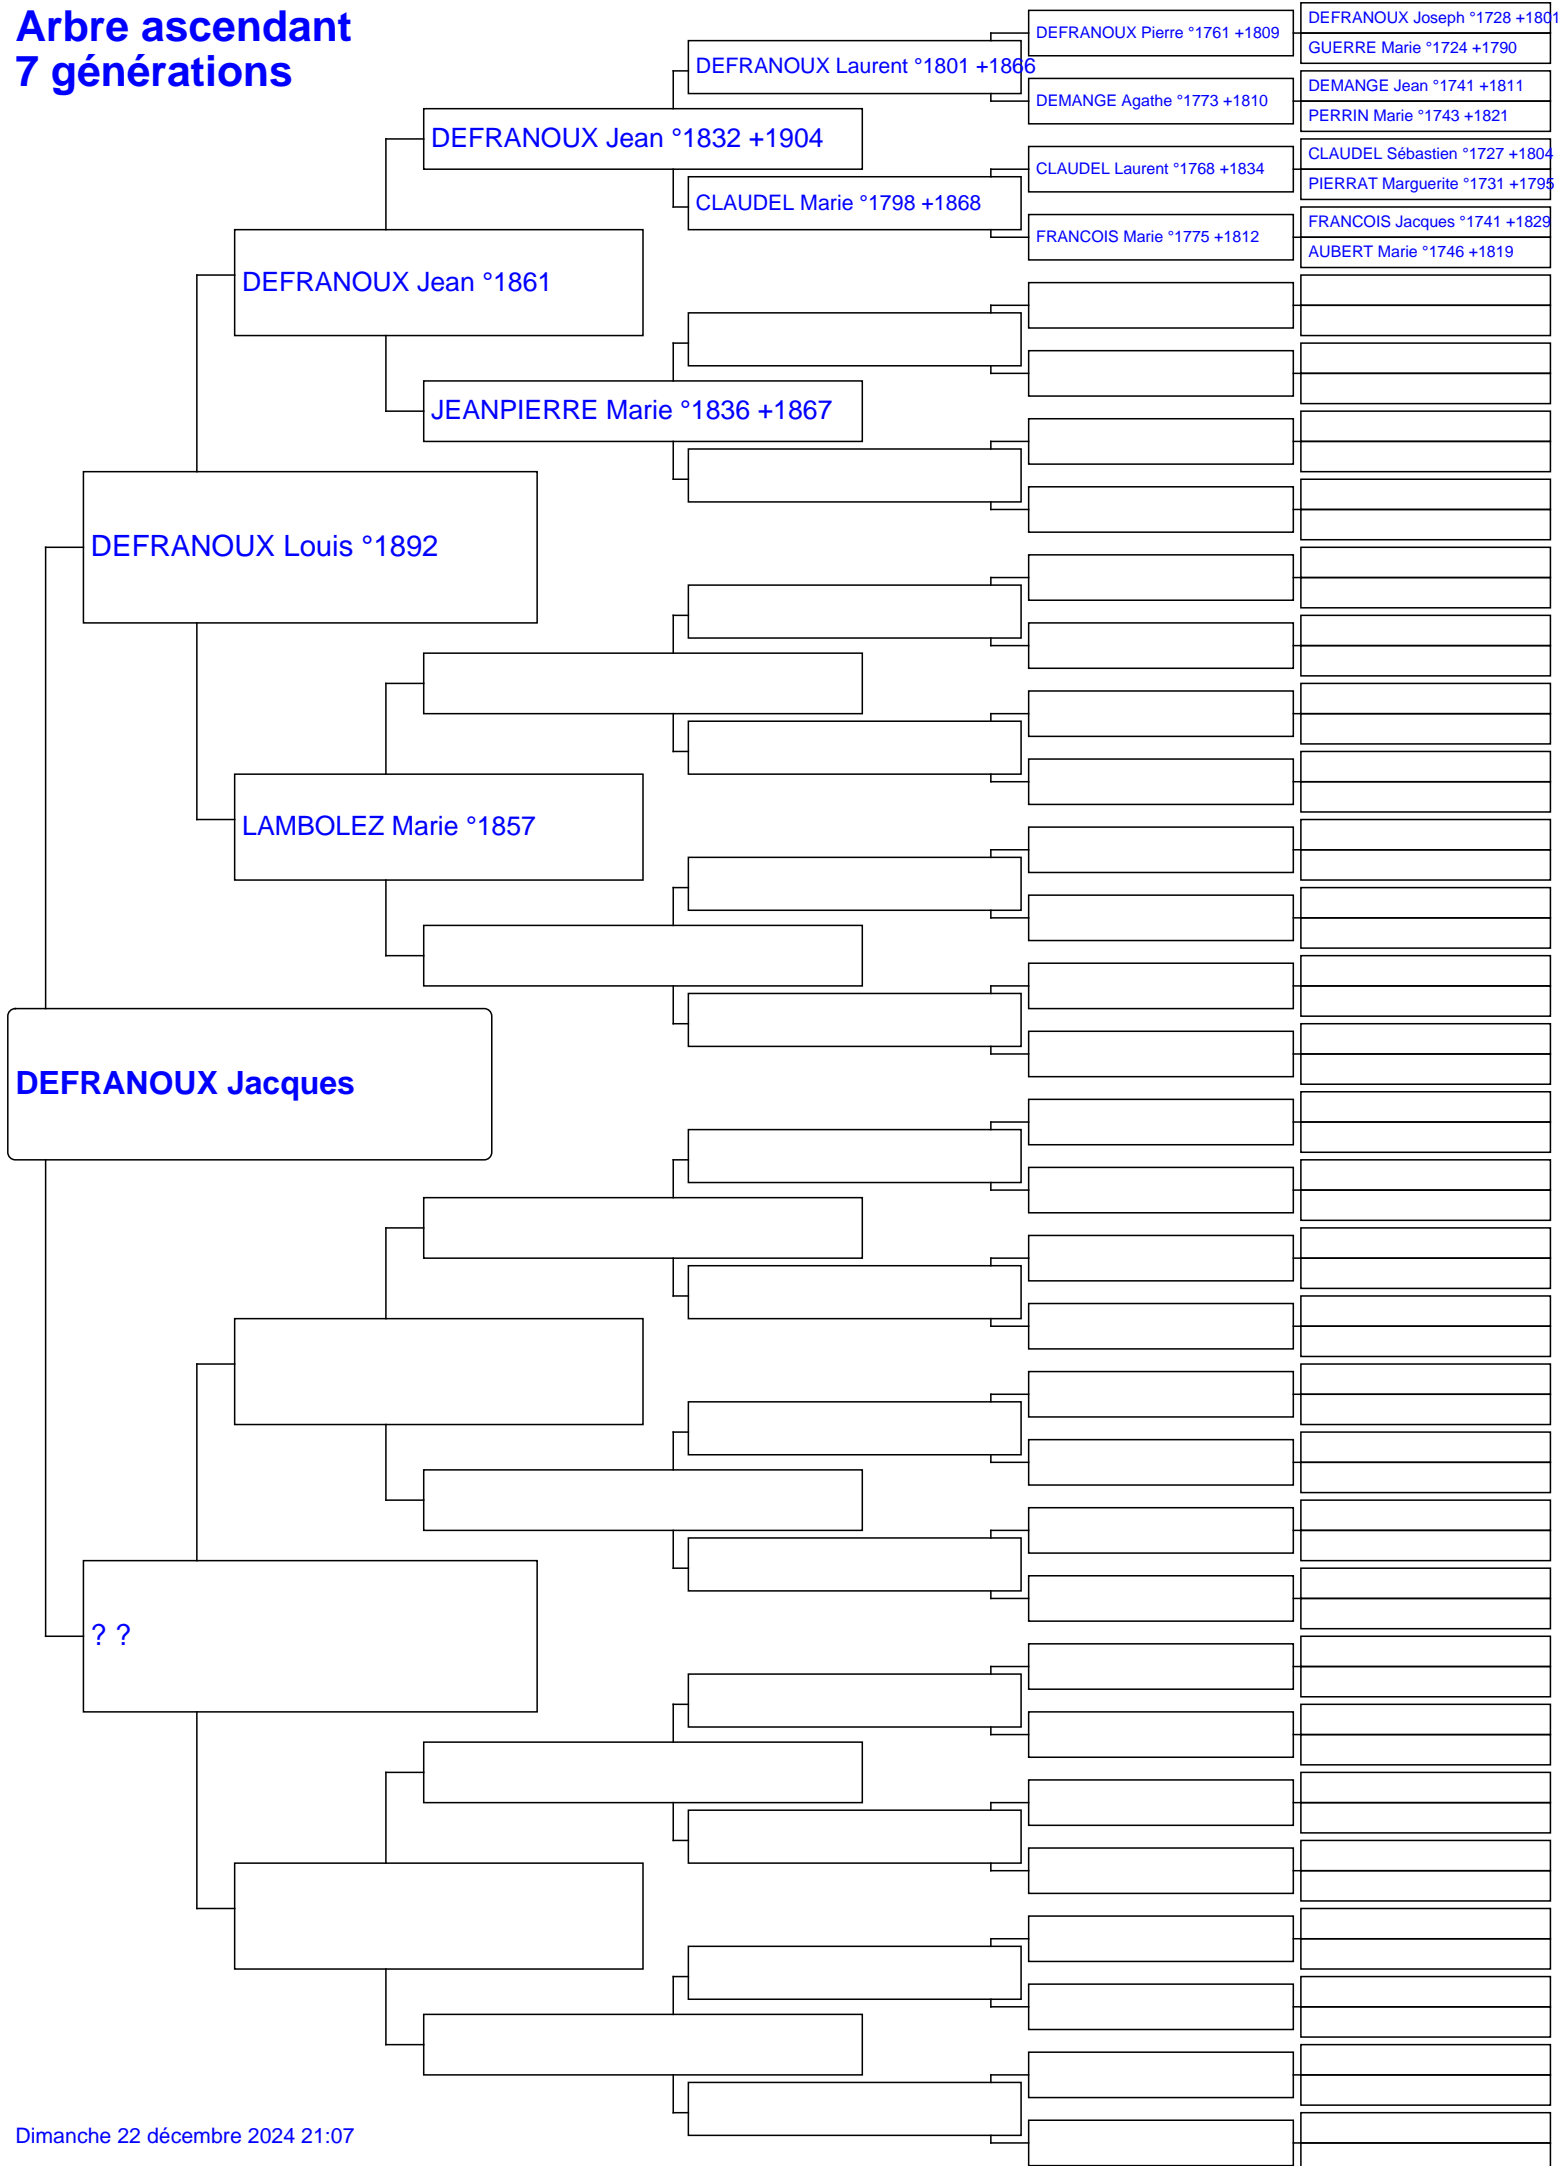 Arbre ascendant
7 générations
DEFRANOUX Joseph °1728 +1801
DEFRANOUX Pierre °1761 +1809
GUERRE Marie °1724 +1790
DEFRANOUX Laurent °1801 +1866
DEMANGE Jean °1741 +1811
DEMANGE Agathe °1773 +1810
PERRIN Marie °1743 +1821
DEFRANOUX Jean °1832 +1904
CLAUDEL Sébastien °1727 +1804
CLAUDEL Laurent °1768 +1834
PIERRAT Marguerite °1731 +1795
CLAUDEL Marie °1798 +1868
FRANCOIS Jacques °1741 +1829
FRANCOIS Marie °1775 +1812
AUBERT Marie °1746 +1819
DEFRANOUX Jean °1861
JEANPIERRE Marie °1836 +1867
DEFRANOUX Louis °1892
LAMBOLEZ Marie °1857
DEFRANOUX Jacques
? ?
Dimanche 22 décembre 2024 21:07